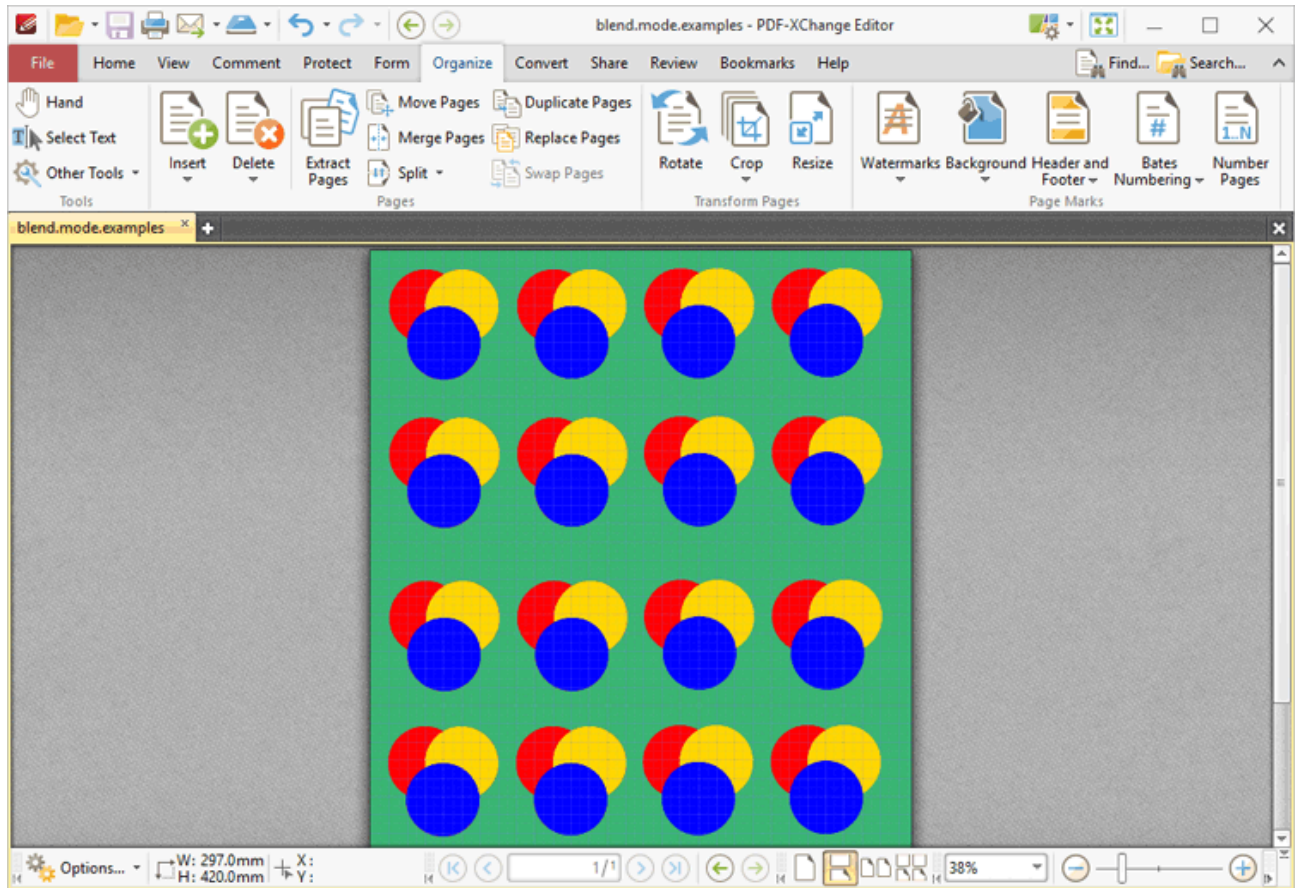 blend.mode.examples - PDF-XChange Editor
File Home View Comment Protect Form Organize Convert Share Review Bookmarks Help Find... Search...
Hand
Select Text
Other Tools
Tools
Insert
Delete
Extract
Pages
Move Pages
Merge Pages
Split
Duplicate Pages
Replace Pages
Swap Pages
Pages
Rotate
Crop
Resize
Transform Pages
Watermarks
Background
Header and
Footer
#
Bates
Numbering
1..N
Number
Pages
Page Marks
blend.mode.examples
Options...
W: 297.0mm
H: 420.0mm
X:
Y:
1/1
38%